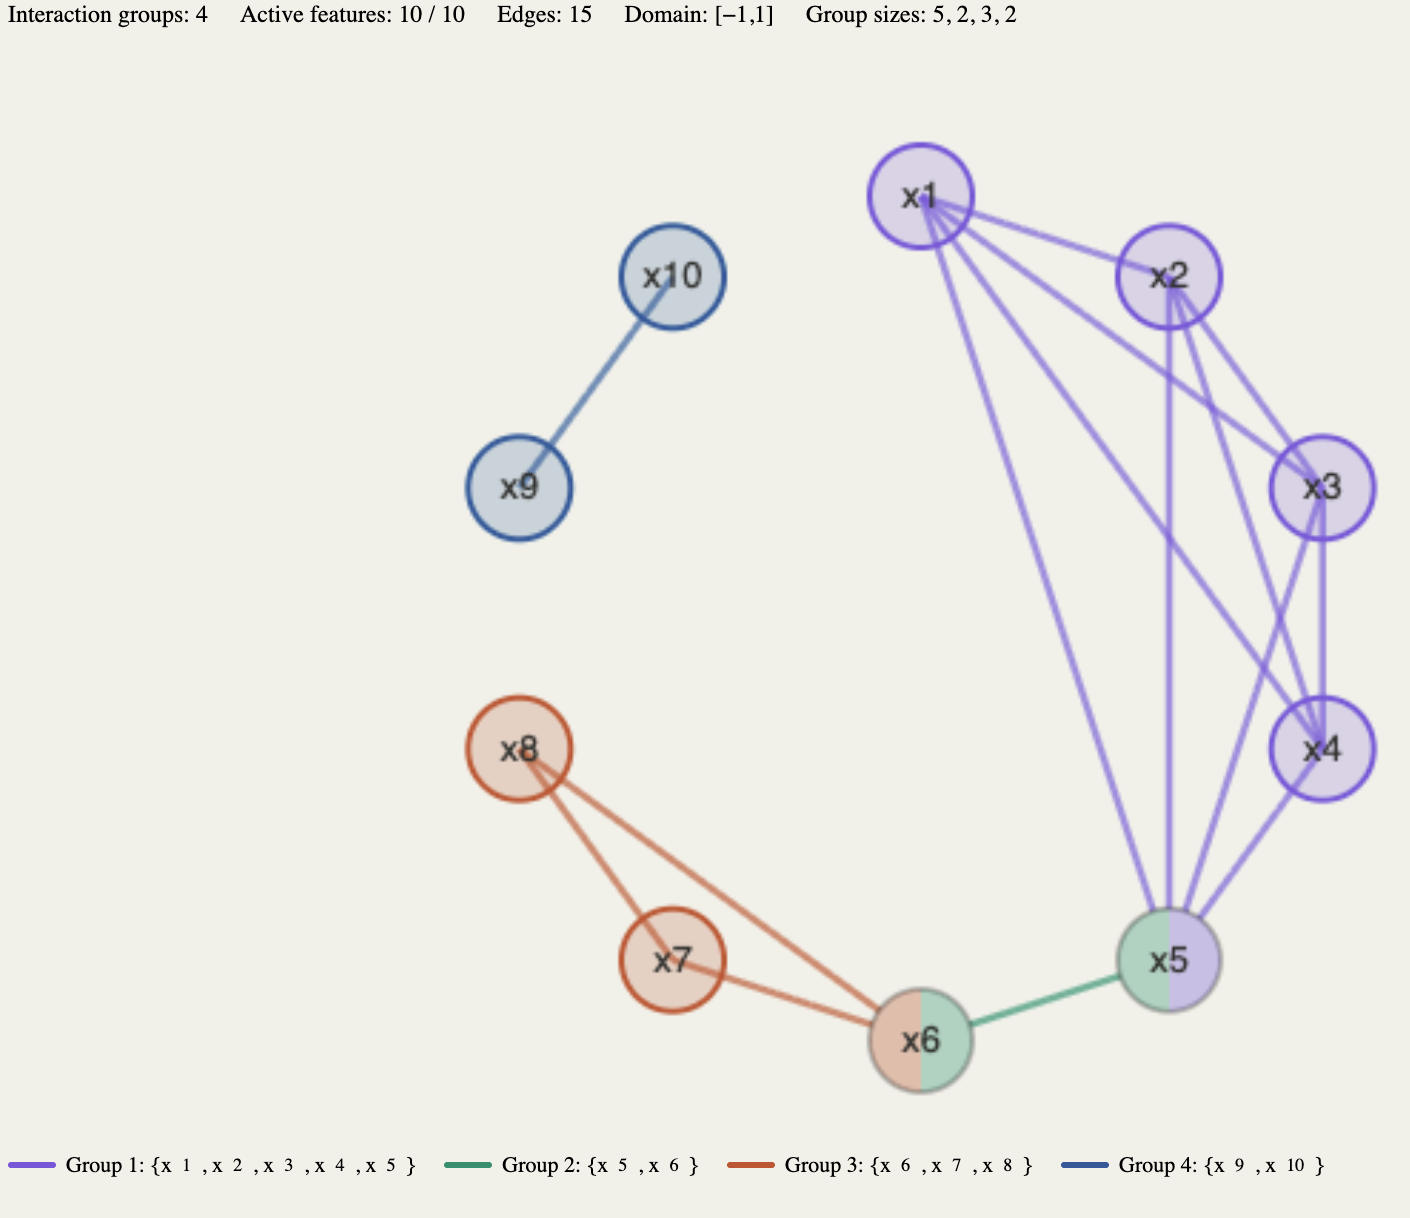 Interaction groups: 4 Active features: 10 / 10 Edges: 15 Domain: [−1,1] Group sizes: 5, 2, 3, 2
x1
x10
x2
x9
x3
x8
x4
x7
x5
x6
Group 1: {x 1 , x 2 , x 3 , x 4 , x 5 } Group 2: {x 5 , x 6 } Group 3: {x 6 , x 7 , x 8 } Group 4: {x 9 , x 10 }